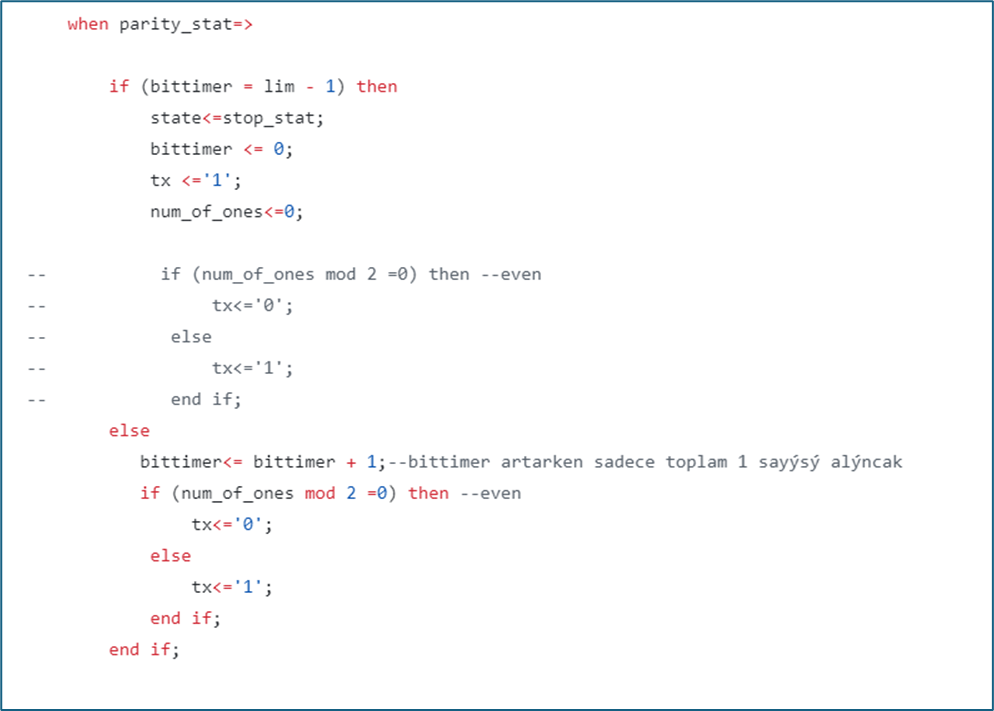 when parity_stat=>
if (bittimer = lim - 1) then
state<=stop_stat;
bittimer <= 0;
tx <='1';
num_of_ones<=0;
-- if (num_of_ones mod 2 =0) then --even
-- tx<='0';
-- else
-- tx<='1';
-- end if;
else
bittimer<= bittimer + 1;--bittimer artarken sadece toplam 1 sayýsý alýncak
if (num_of_ones mod 2 =0) then --even
tx<='0';
else
tx<='1';
end if;
end if;